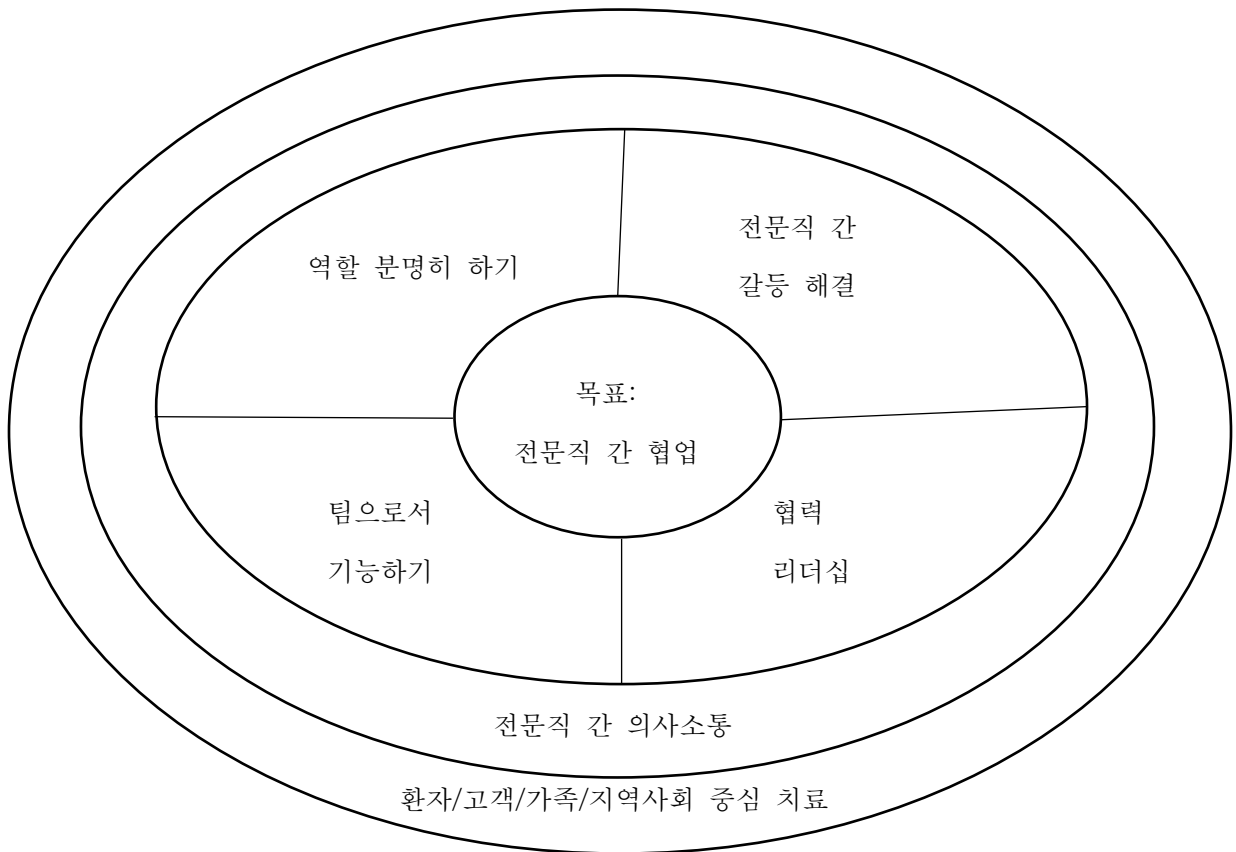 역할 분명히 하기
전문직 간
갈등 해결
목표:
전문직 간 협업
팀으로서
기능하기
협력
리더십
전문직 간 의사소통
환자/고객/가족/지역사회 중심 치료